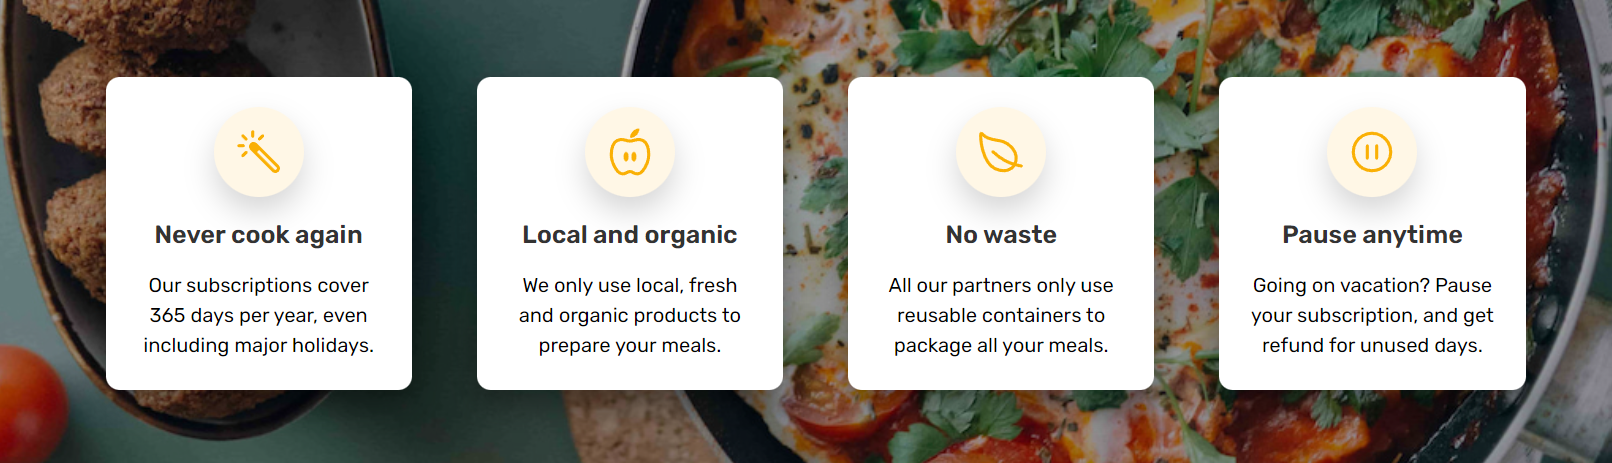 Never cook again
Our subscriptions cover
365 days per year, even
including major holidays.
Local and organic
We only use local, fresh
and organic products to
prepare your meals.
No waste
All our partners only use
reusable containers to
package all your meals.
Pause anytime
Going on vacation? Pause
your subscription, and get
refund for unused days.